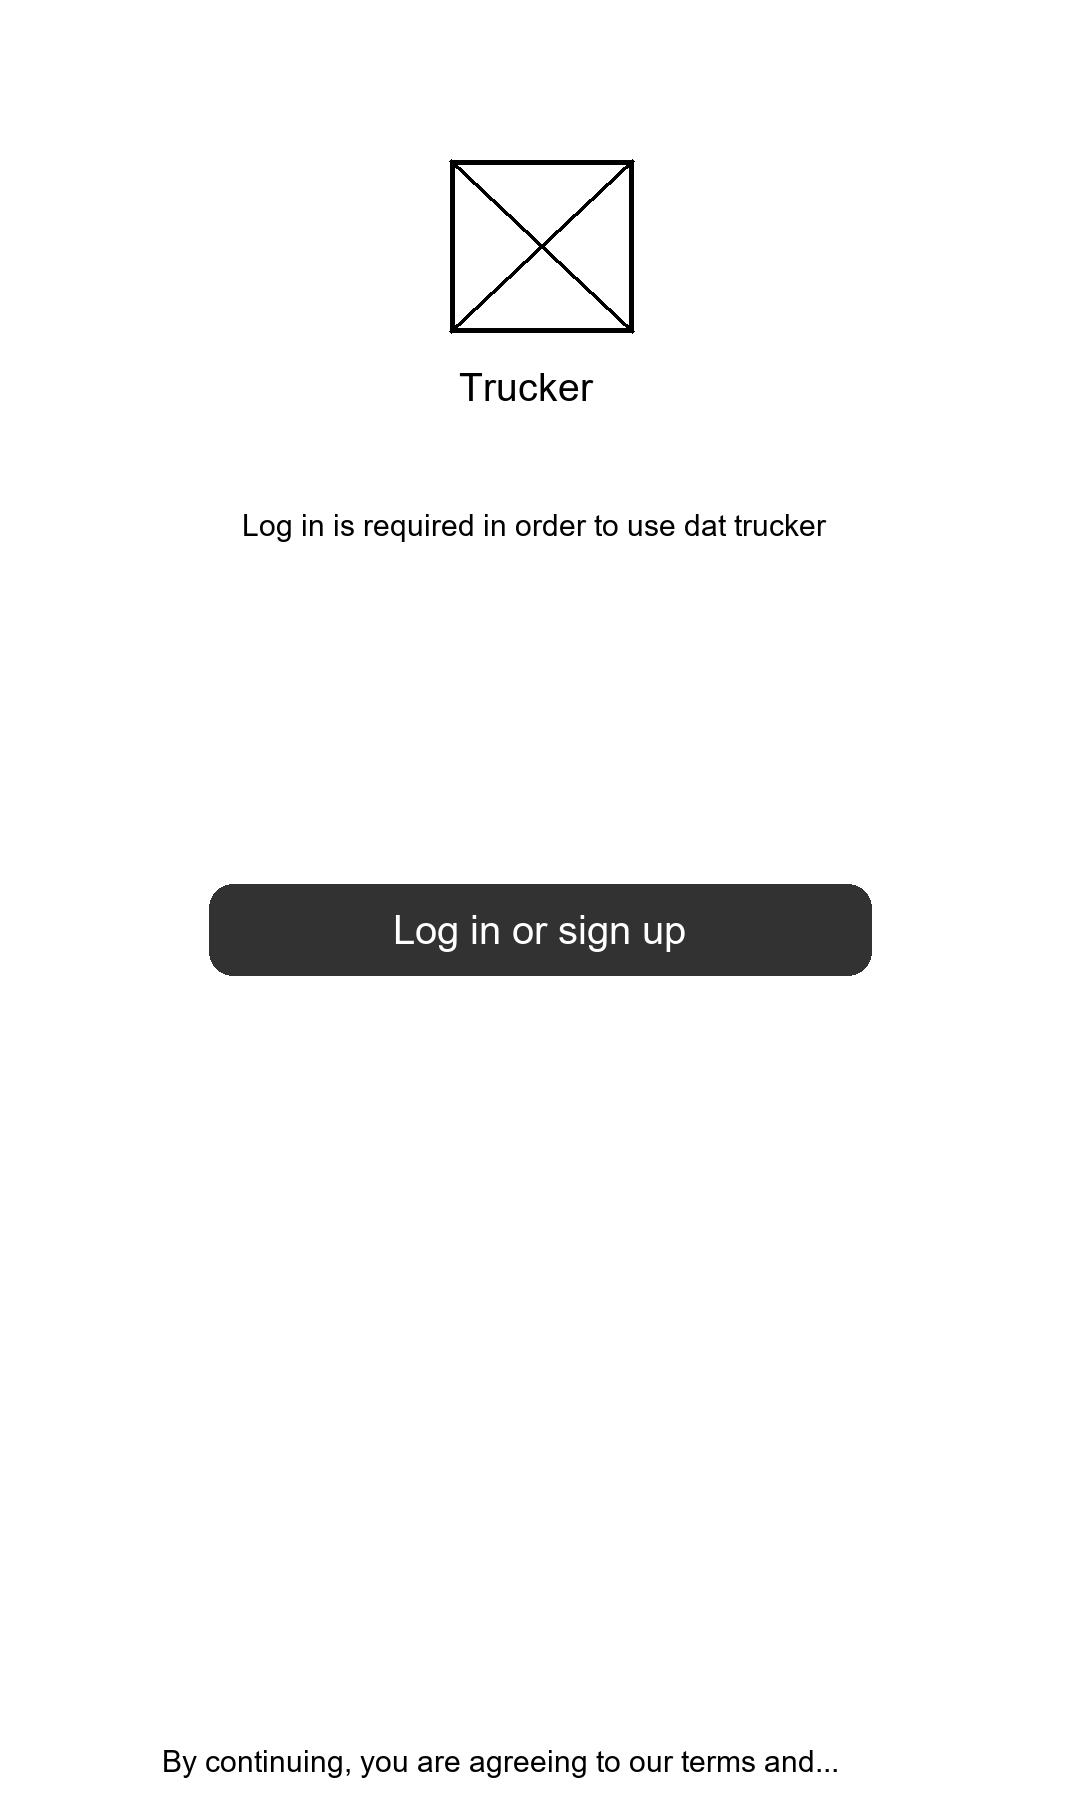 Trucker
Log in is required in order to use dat trucker
Log in or sign up
By continuing, you are agreeing to our terms and...